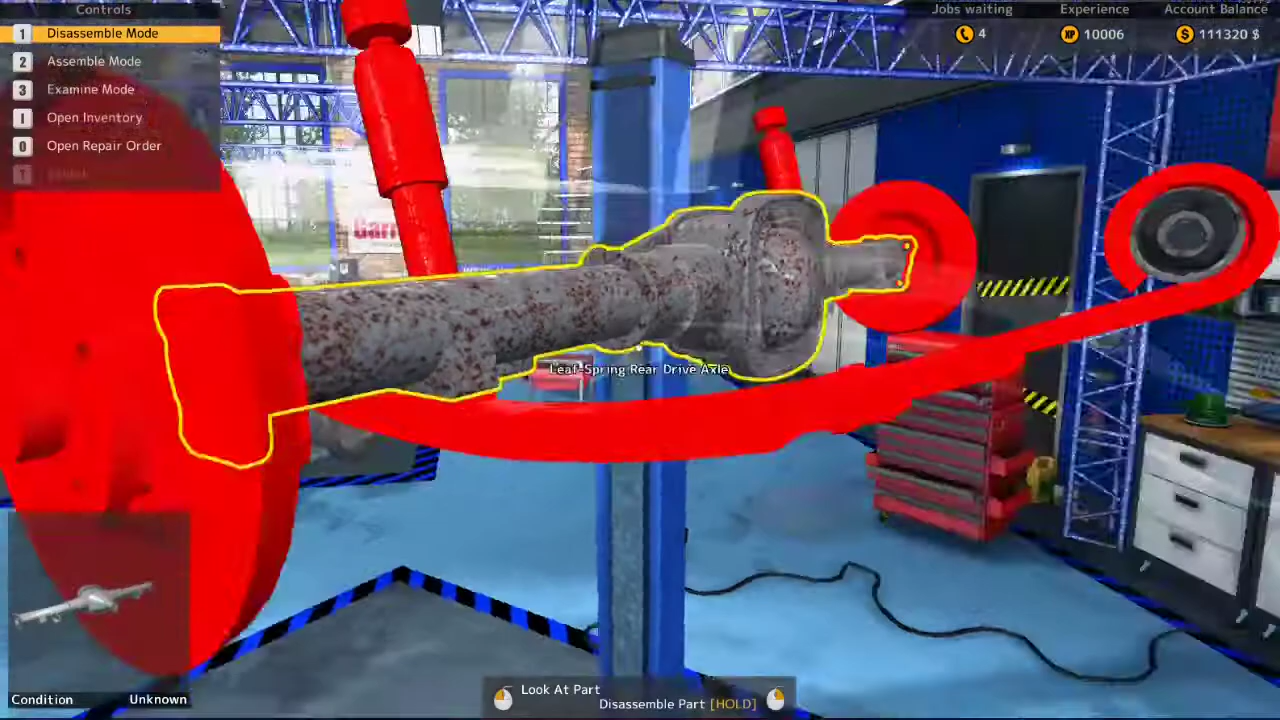 Controls
1 Disassemble Mode
2 Assemble Mode
3 Examine Mode
I Open Inventory
O Open Repair Order
T
Jobs waiting
4
Experience
XP 10006
Account Balance
$ 111320 $
Leaf-Spring Rear Drive Axle
Condition Unknown
Look At Part
Disassemble Part [HOLD]